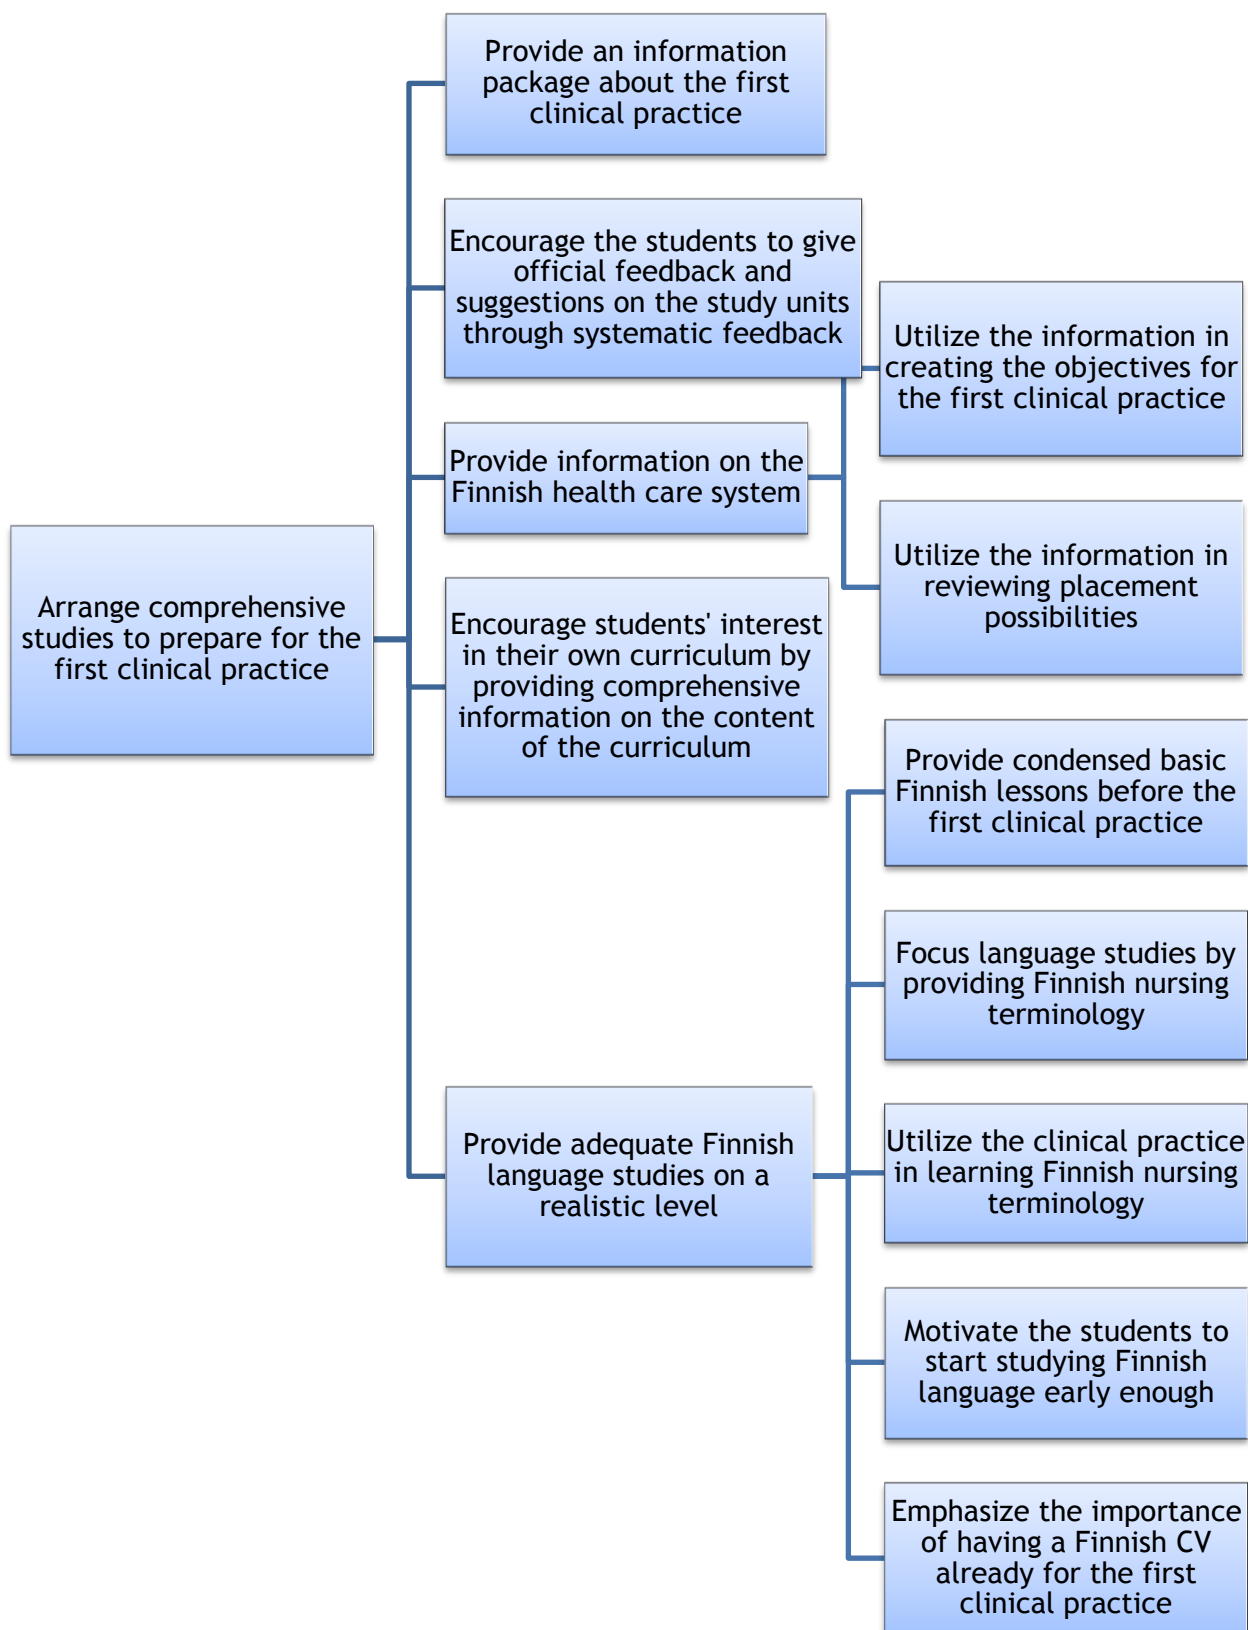 Provide an information
package about the first
clinical practice
Encourage the students to give
official feedback and
suggestions on the study units
through systematic feedback
Utilize the information in
creating the objectives for
the first clinical practice
Provide information on the
Finnish health care system
Utilize the information in
reviewing placement
possibilities
Arrange comprehensive
studies to prepare for the
first clinical practice
Encourage students' interest
in their own curriculum by
providing comprehensive
information on the content
of the curriculum
Provide condensed basic
Finnish lessons before the
first clinical practice
Focus language studies by
providing Finnish nursing
terminology
Provide adequate Finnish
language studies on a
realistic level
Utilize the clinical practice
in learning Finnish nursing
terminology
Motivate the students to
start studying Finnish
language early enough
Emphasize the importance
of having a Finnish CV
already for the first
clinical practice